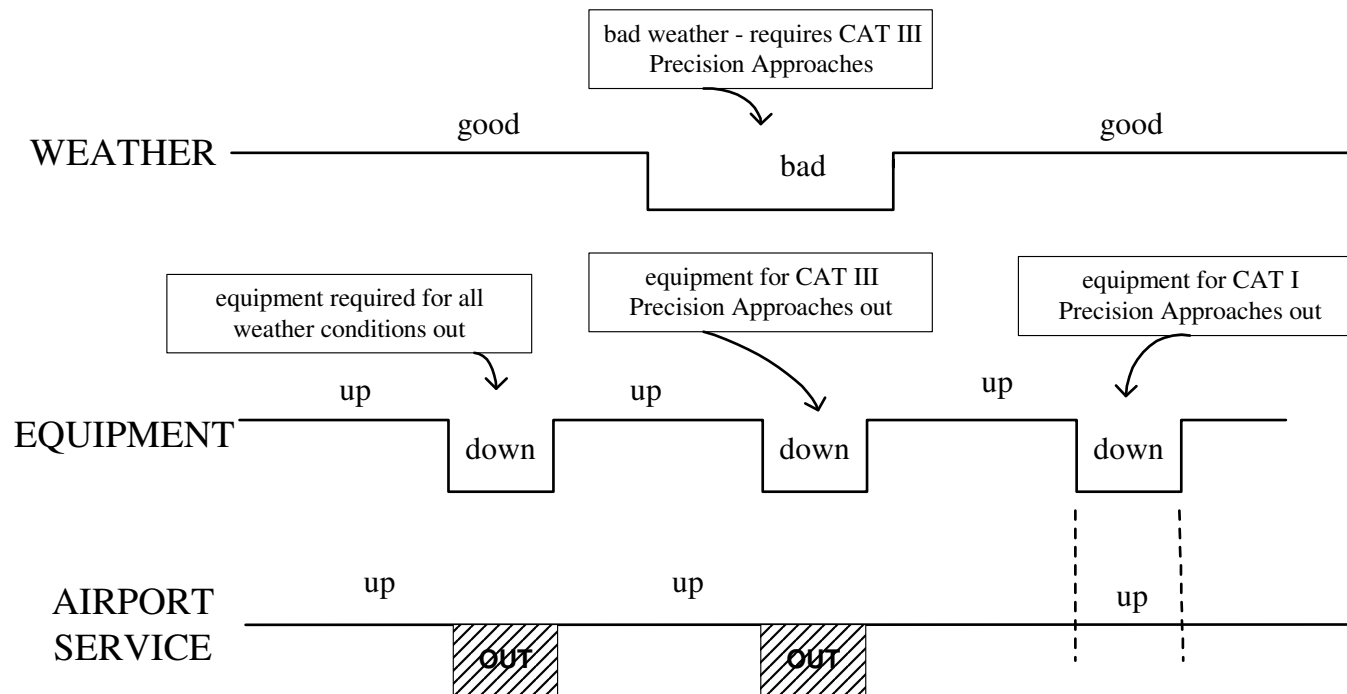 bad weather - requires CAT III
Precision Approaches
good
good
WEATHER
bad
equipment required for all
weather conditions out
equipment for CAT III
Precision Approaches out
equipment for CAT I
Precision Approaches out
up
up
up
EQUIPMENT
down
down
down
up
up
up
AIRPORT
SERVICE
OUT
OUT